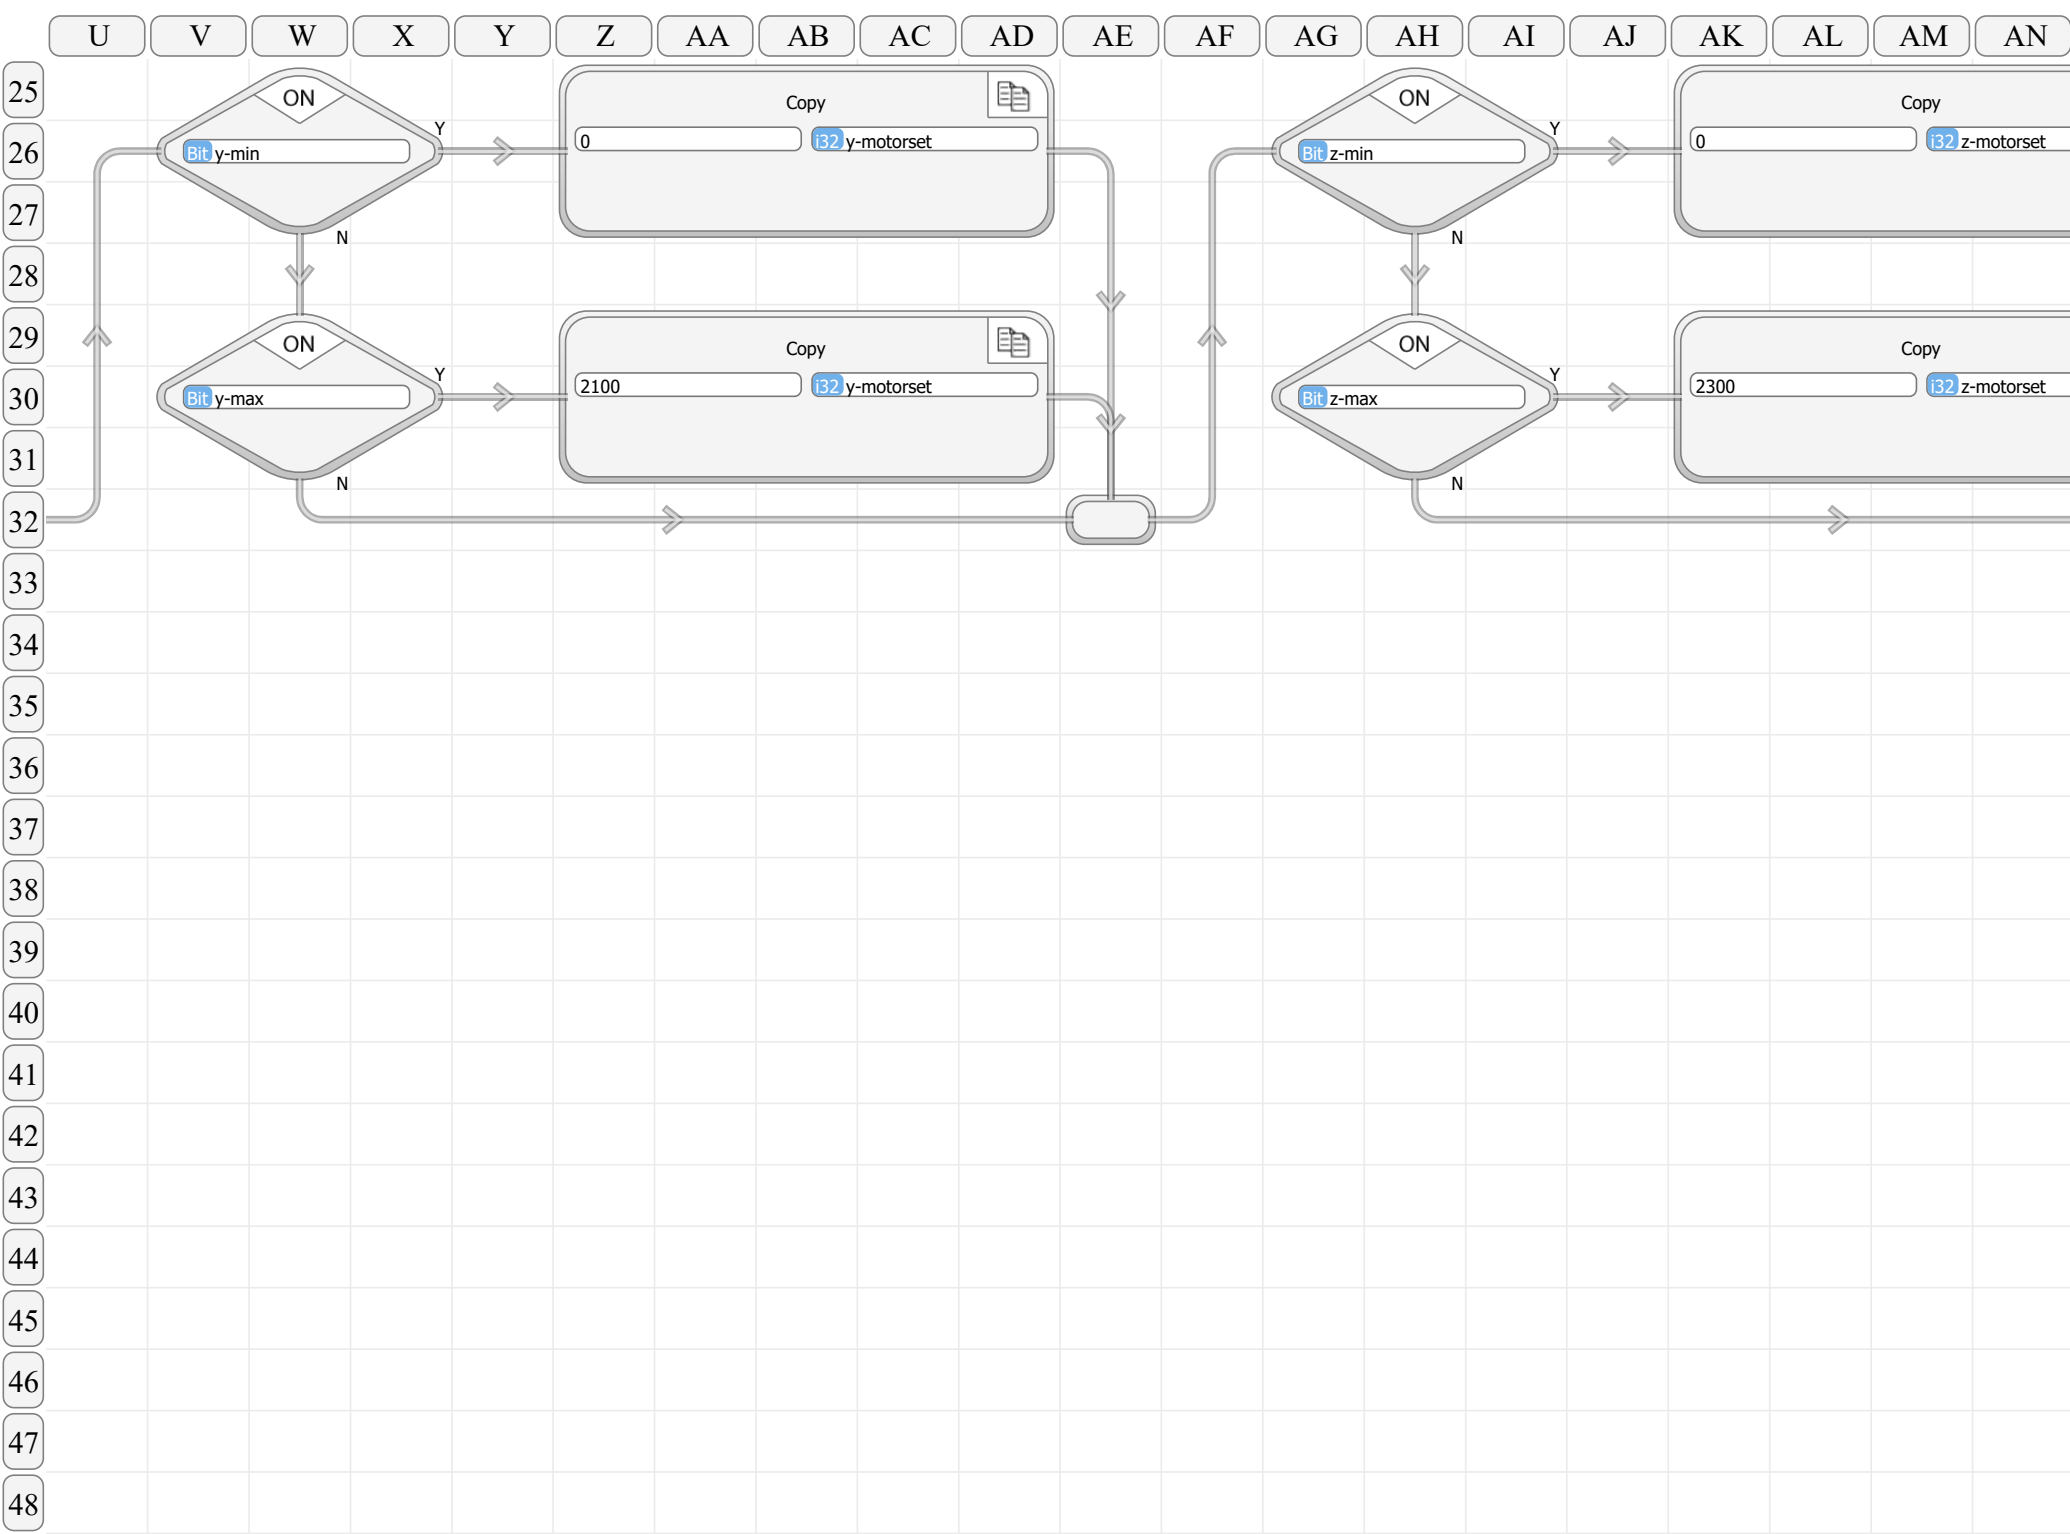 U V W X Y Z AA AB AC AD AE AF AG AH AI AJ AK AL AM AN
25 ON Copy ON Copy
Y Y
26 Bit y-min 0 i32 y-motorset Bit z-min 0 i32 z-motorset
27
N N
28
29 ON Copy ON Copy
Y Y
30 Bit y-max 2100 i32 y-motorset Bit z-max 2300 i32 z-motorset
31
N N
32
33
34
35
36
37
38
39
40
41
42
43
44
45
46
47
48